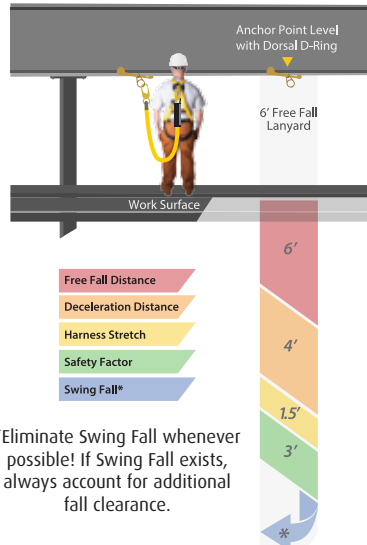 Anchor Point Level
with Dorsal D-Ring
6' Free Fall
Lanyard
Work Surface
6'
Free Fall Distance
Deceleration Distance
Harness Stretch
Safety Factor
Swing Fall*
4'
1.5'
3'
*
*Eliminate Swing Fall whenever
possible! If Swing Fall exists,
always account for additional
fall clearance.